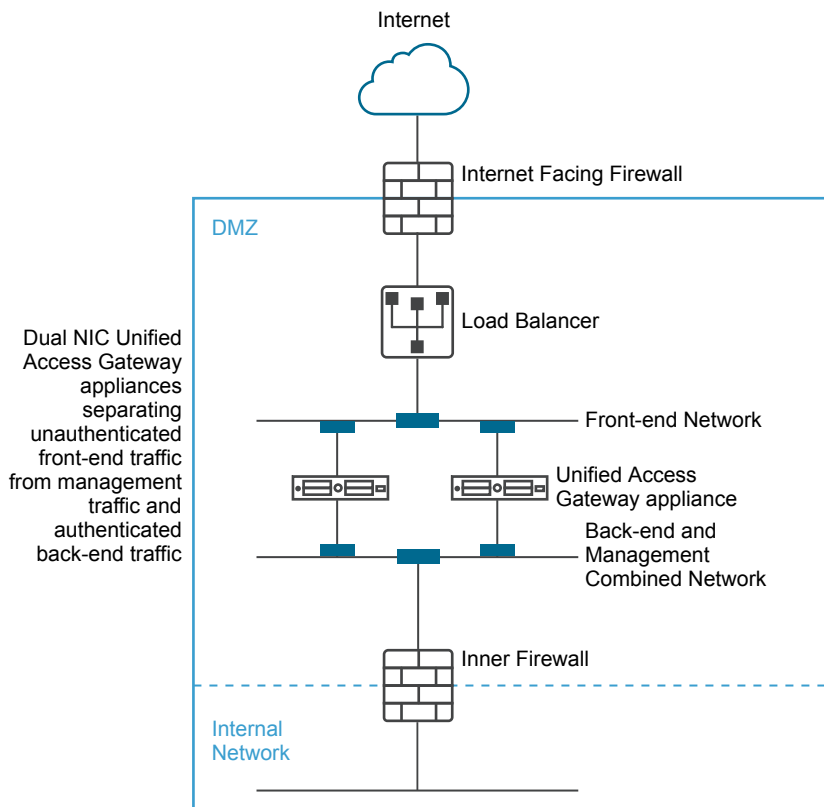 Internet
Internet Facing Firewall
DMZ
Load Balancer
Dual NIC Unified
Access Gateway
appliances
separating
unauthenticated
front-end traffic
from management
traffic and
authenticated
back-end traffic
Front-end Network
Unified Access
Gateway appliance
Back-end and
Management
Combined Network
Inner Firewall
Internal
Network